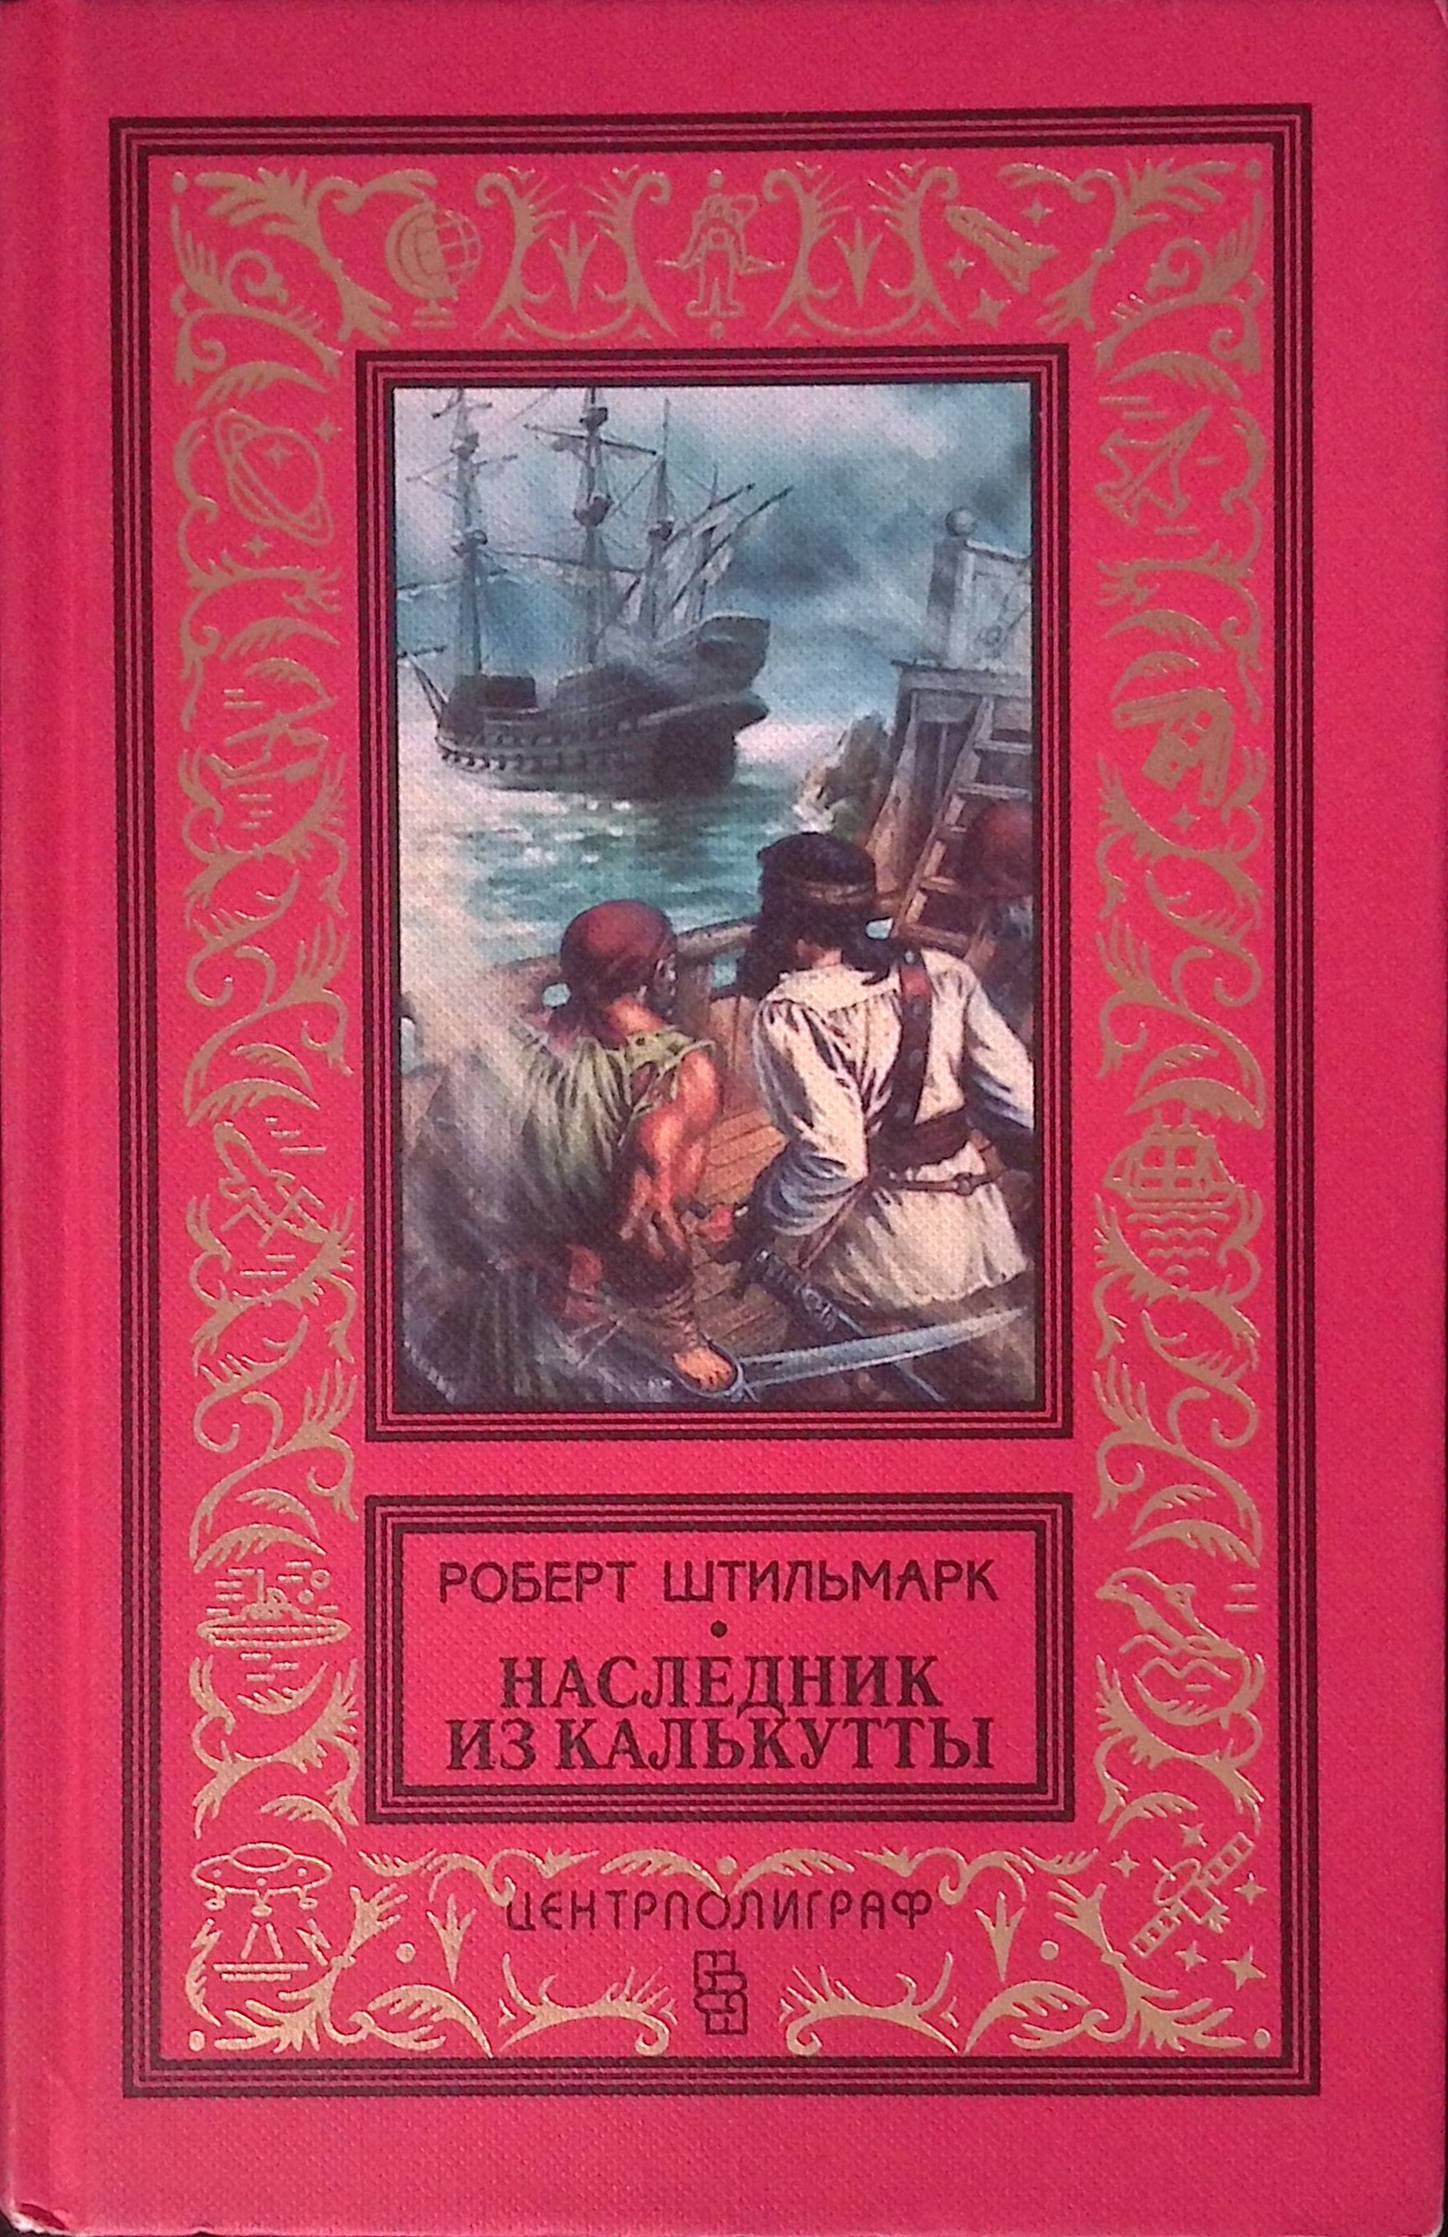 РОБЕРТ ШТИЛЬМАРК
НАСЛЕДНИК
ИЗ КАЛЬКУТТЫ
ЦЕНТРПОЛИГРАФ